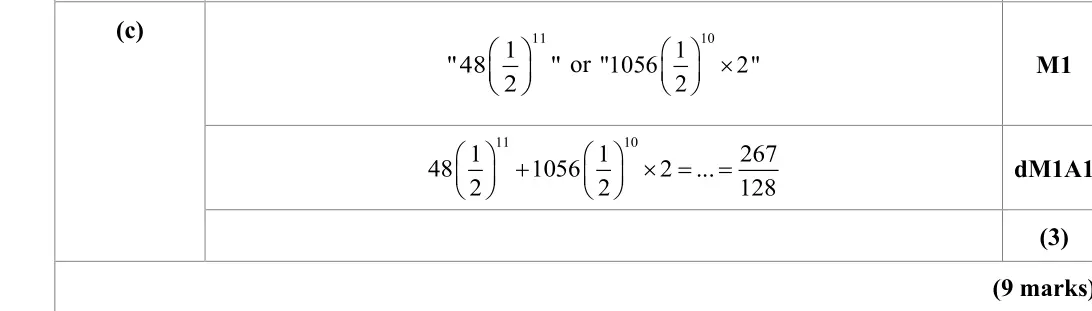 (c) "48(1/2)^11" or "1056(1/2)^10 ×2" M1
48(1/2)^11 +1056(1/2)^10 ×2 = ... = 267/128 dM1A1
(3)
(9 marks)